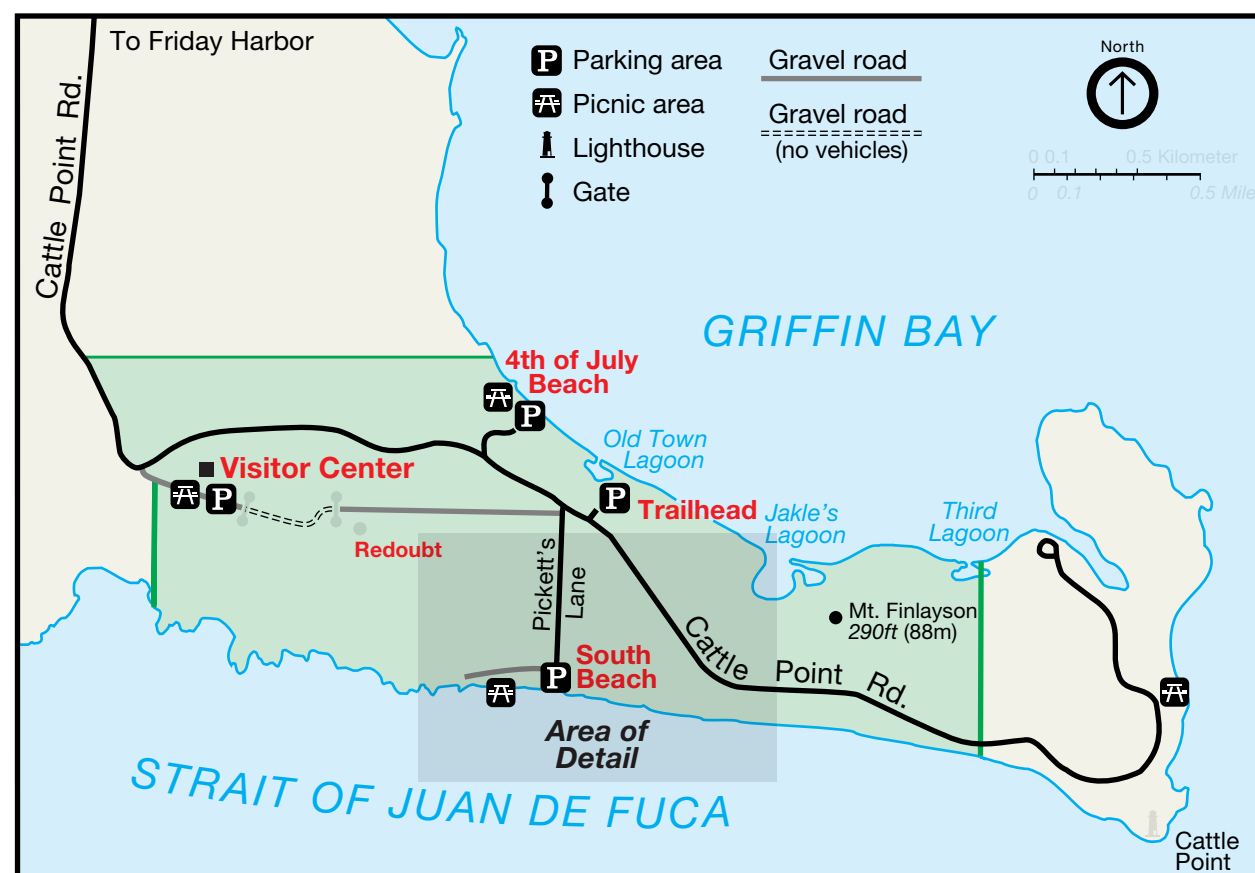 To Friday Harbor
Cattle Point Rd.
P Parking area
Picnic area
Lighthouse
Gate
Gravel road
Gravel road
(no vehicles)
North
0 0.1 0.5 Kilometer
0 0.1 0.5 Mile
GRIFFIN BAY
4th of July
Beach
P
Old Town
Lagoon
Visitor Center
P
P
Trailhead
Jakle's
Lagoon
Third
Lagoon
Redoubt
Pickett's
Lane
Mt. Finlayson
290ft (88m)
Cattle Point Rd.
South
Beach
P
Area of
Detail
STRAIT OF JUAN DE FUCA
Cattle
Point